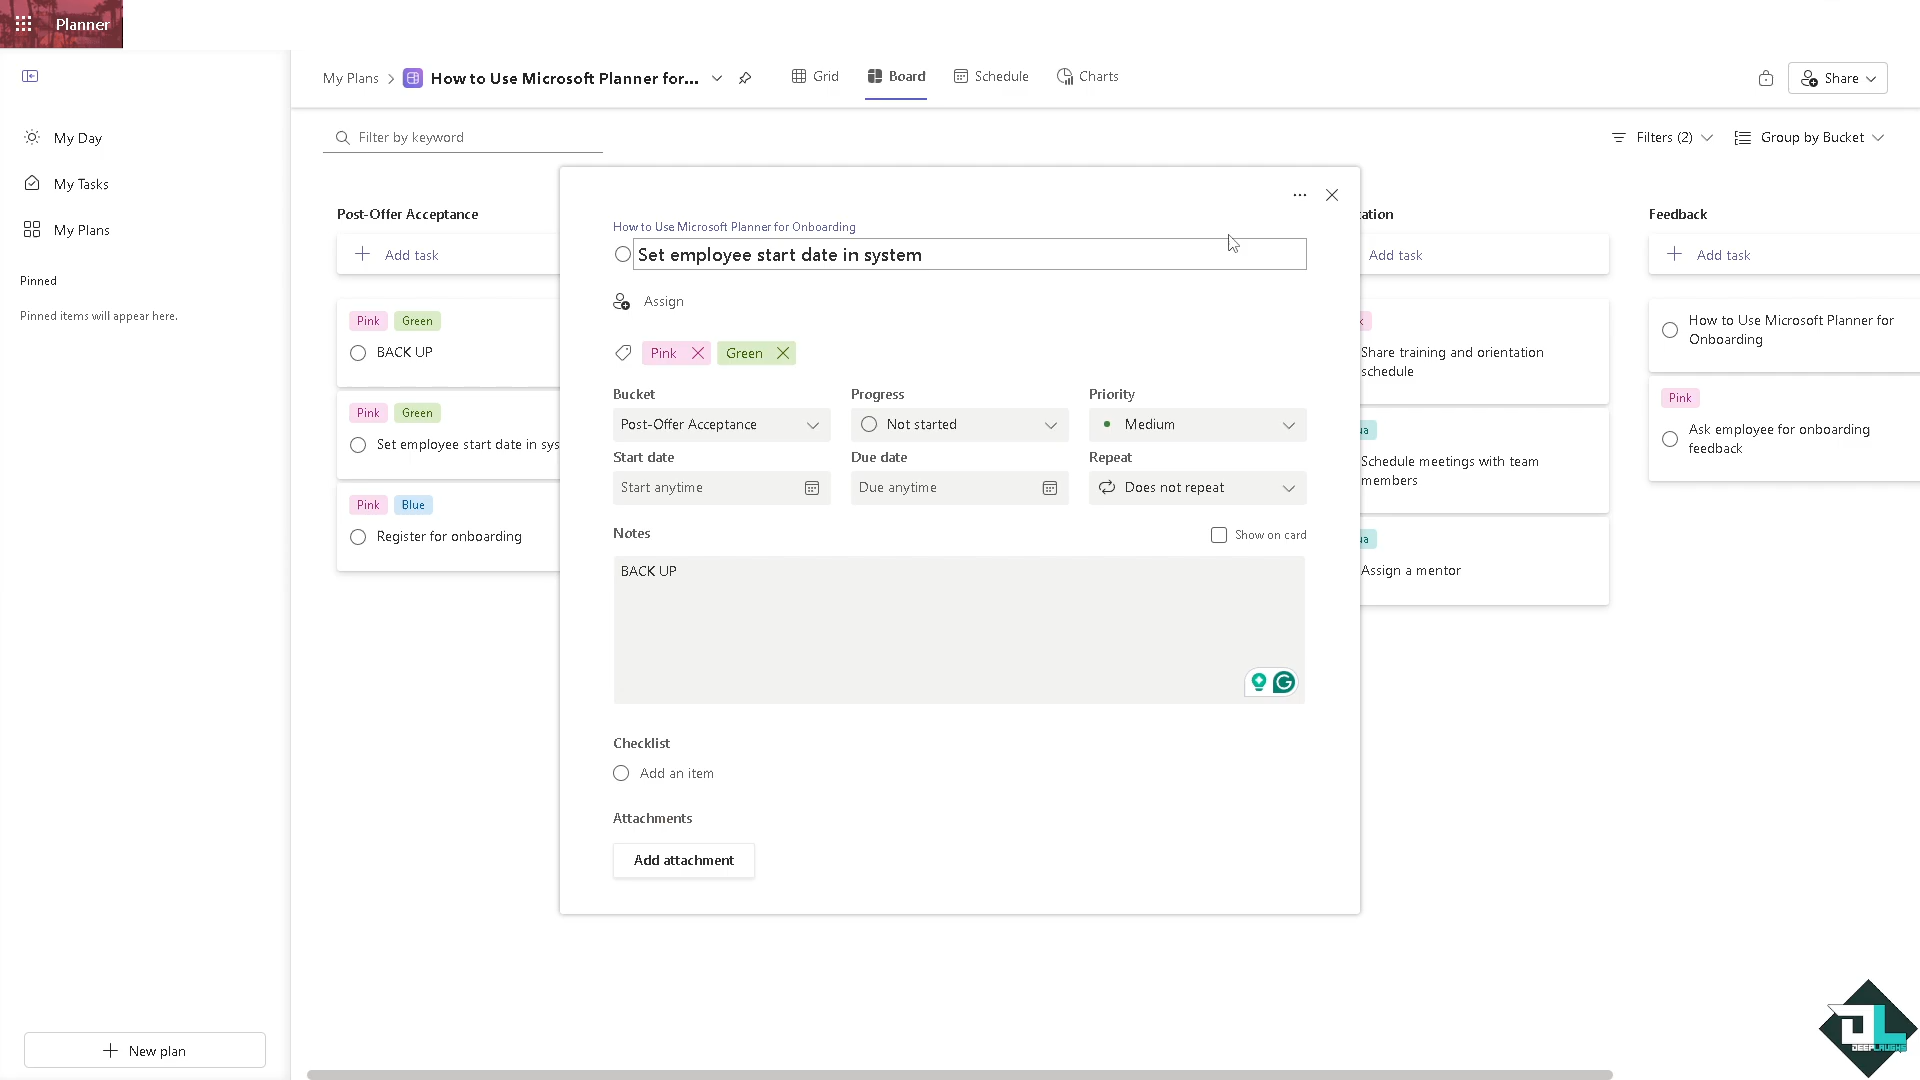 Planner
My Plans
How to Use Microsoft Planner for...
Grid
Board
Schedule
Charts
Share
My Day
My Tasks
My Plans
Pinned
Pinned items will appear here.
New plan
Filter by keyword
Filters (2)
Group by Bucket
Post-Offer Acceptance
Add task
Pink Green
BACK UP
Pink Green
Set employee start date in sys
Pink Blue
Register for onboarding
How to Use Microsoft Planner for Onboarding
Set employee start date in system
Assign
Pink Green
Bucket Progress Priority
Post-Offer Acceptance Not started Medium
Start date Due date Repeat
Start anytime Due anytime Does not repeat
Notes
Show on card
BACK UP
Checklist
Add an item
Attachments
Add attachment
tation
Add task
k
Share training and orientation
schedule
ua
Schedule meetings with team
members
ua
Assign a mentor
Feedback
Add task
How to Use Microsoft Planner for
Onboarding
Pink
Ask employee for onboarding
feedback
DEEPLAUGHS